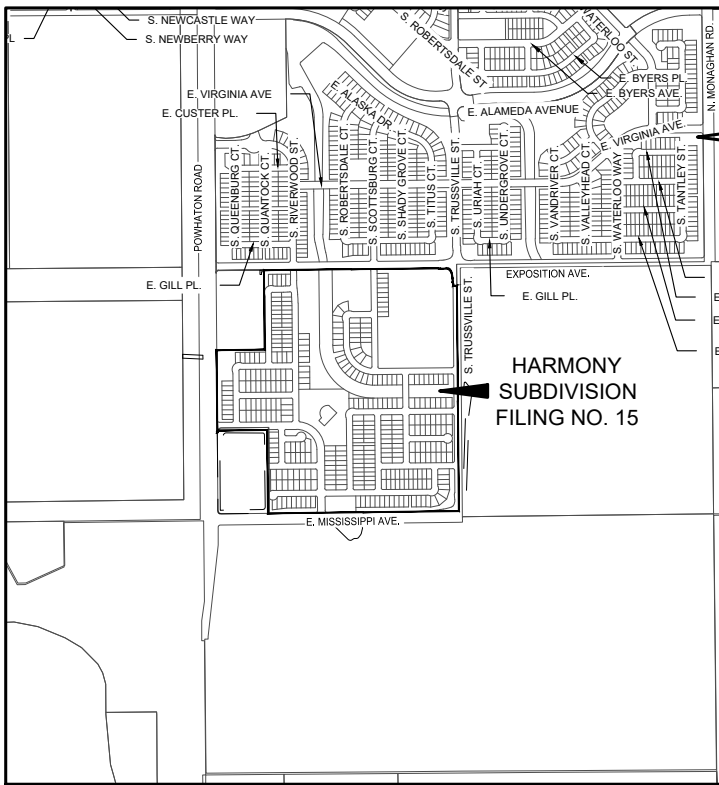 S. NEWCASTLE WAY
PL
S. NEWBERRY WAY
S. ROBERTSDALE ST.
WATERLOO ST.
N. MONAGHAN RD.
E. BYERS PL.
E. BYERS AVE.
E. VIRGINIA AVE
E. ALASKA DR.
E. ALAMEDA AVENUE
E. CUSTER PL.
E. VIRGINIA AVE.
POWHATON ROAD
S. QUEENBURG CT.
S. QUANTOCK CT.
S. RIVERWOOD ST.
S. ROBERTSDALE CT.
S. SCOTTSBURG CT.
S. SHADY GROVE CT.
S. TITUS CT.
S. TRUSSVILLE ST.
S. URIAH CT.
S. UNDERGROVE CT.
S. VANDRIVER CT.
S. VALLEYHEAD CT.
S. WATERLOO WAY
S. TANTLEY ST.
EXPOSITION AVE.
E. GILL PL.
E. GILL PL.
E
E
E
S. TRUSSVILLE ST.
HARMONY
SUBDIVISION
FILING NO. 15
E. MISSISSIPPI AVE.